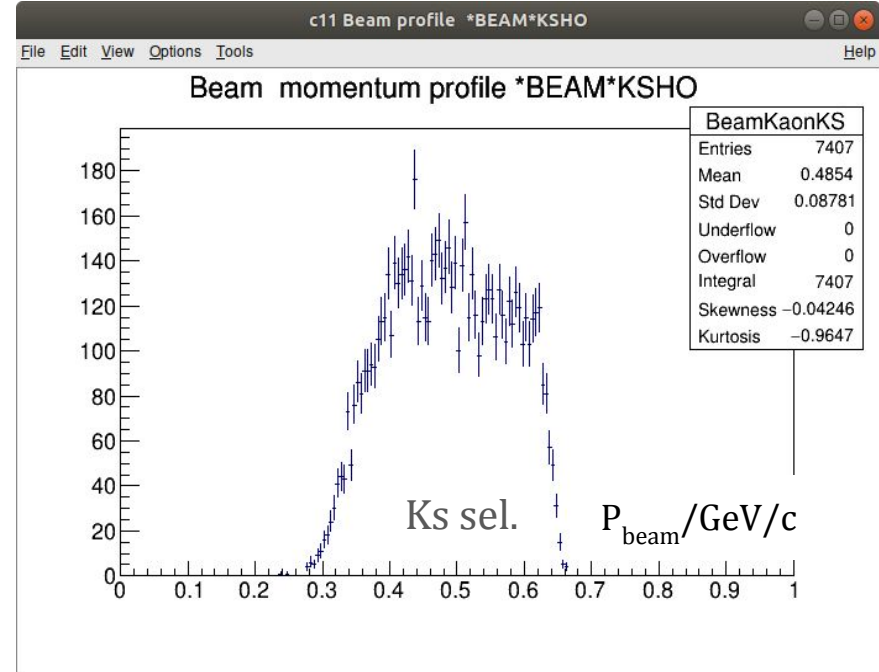 c11 Beam profile *BEAM*KSHO
File Edit View Options Tools Help
Beam momentum profile *BEAM*KSHO
BeamKaonKS
Entries 7407
Mean 0.4854
Std Dev 0.08781
Underflow 0
Overflow 0
Integral 7407
Skewness −0.04246
Kurtosis −0.9647
180
160
140
120
100
80
60
40
20
0
Ks sel. Pbeam/GeV/c
0 0.1 0.2 0.3 0.4 0.5 0.6 0.7 0.8 0.9 1